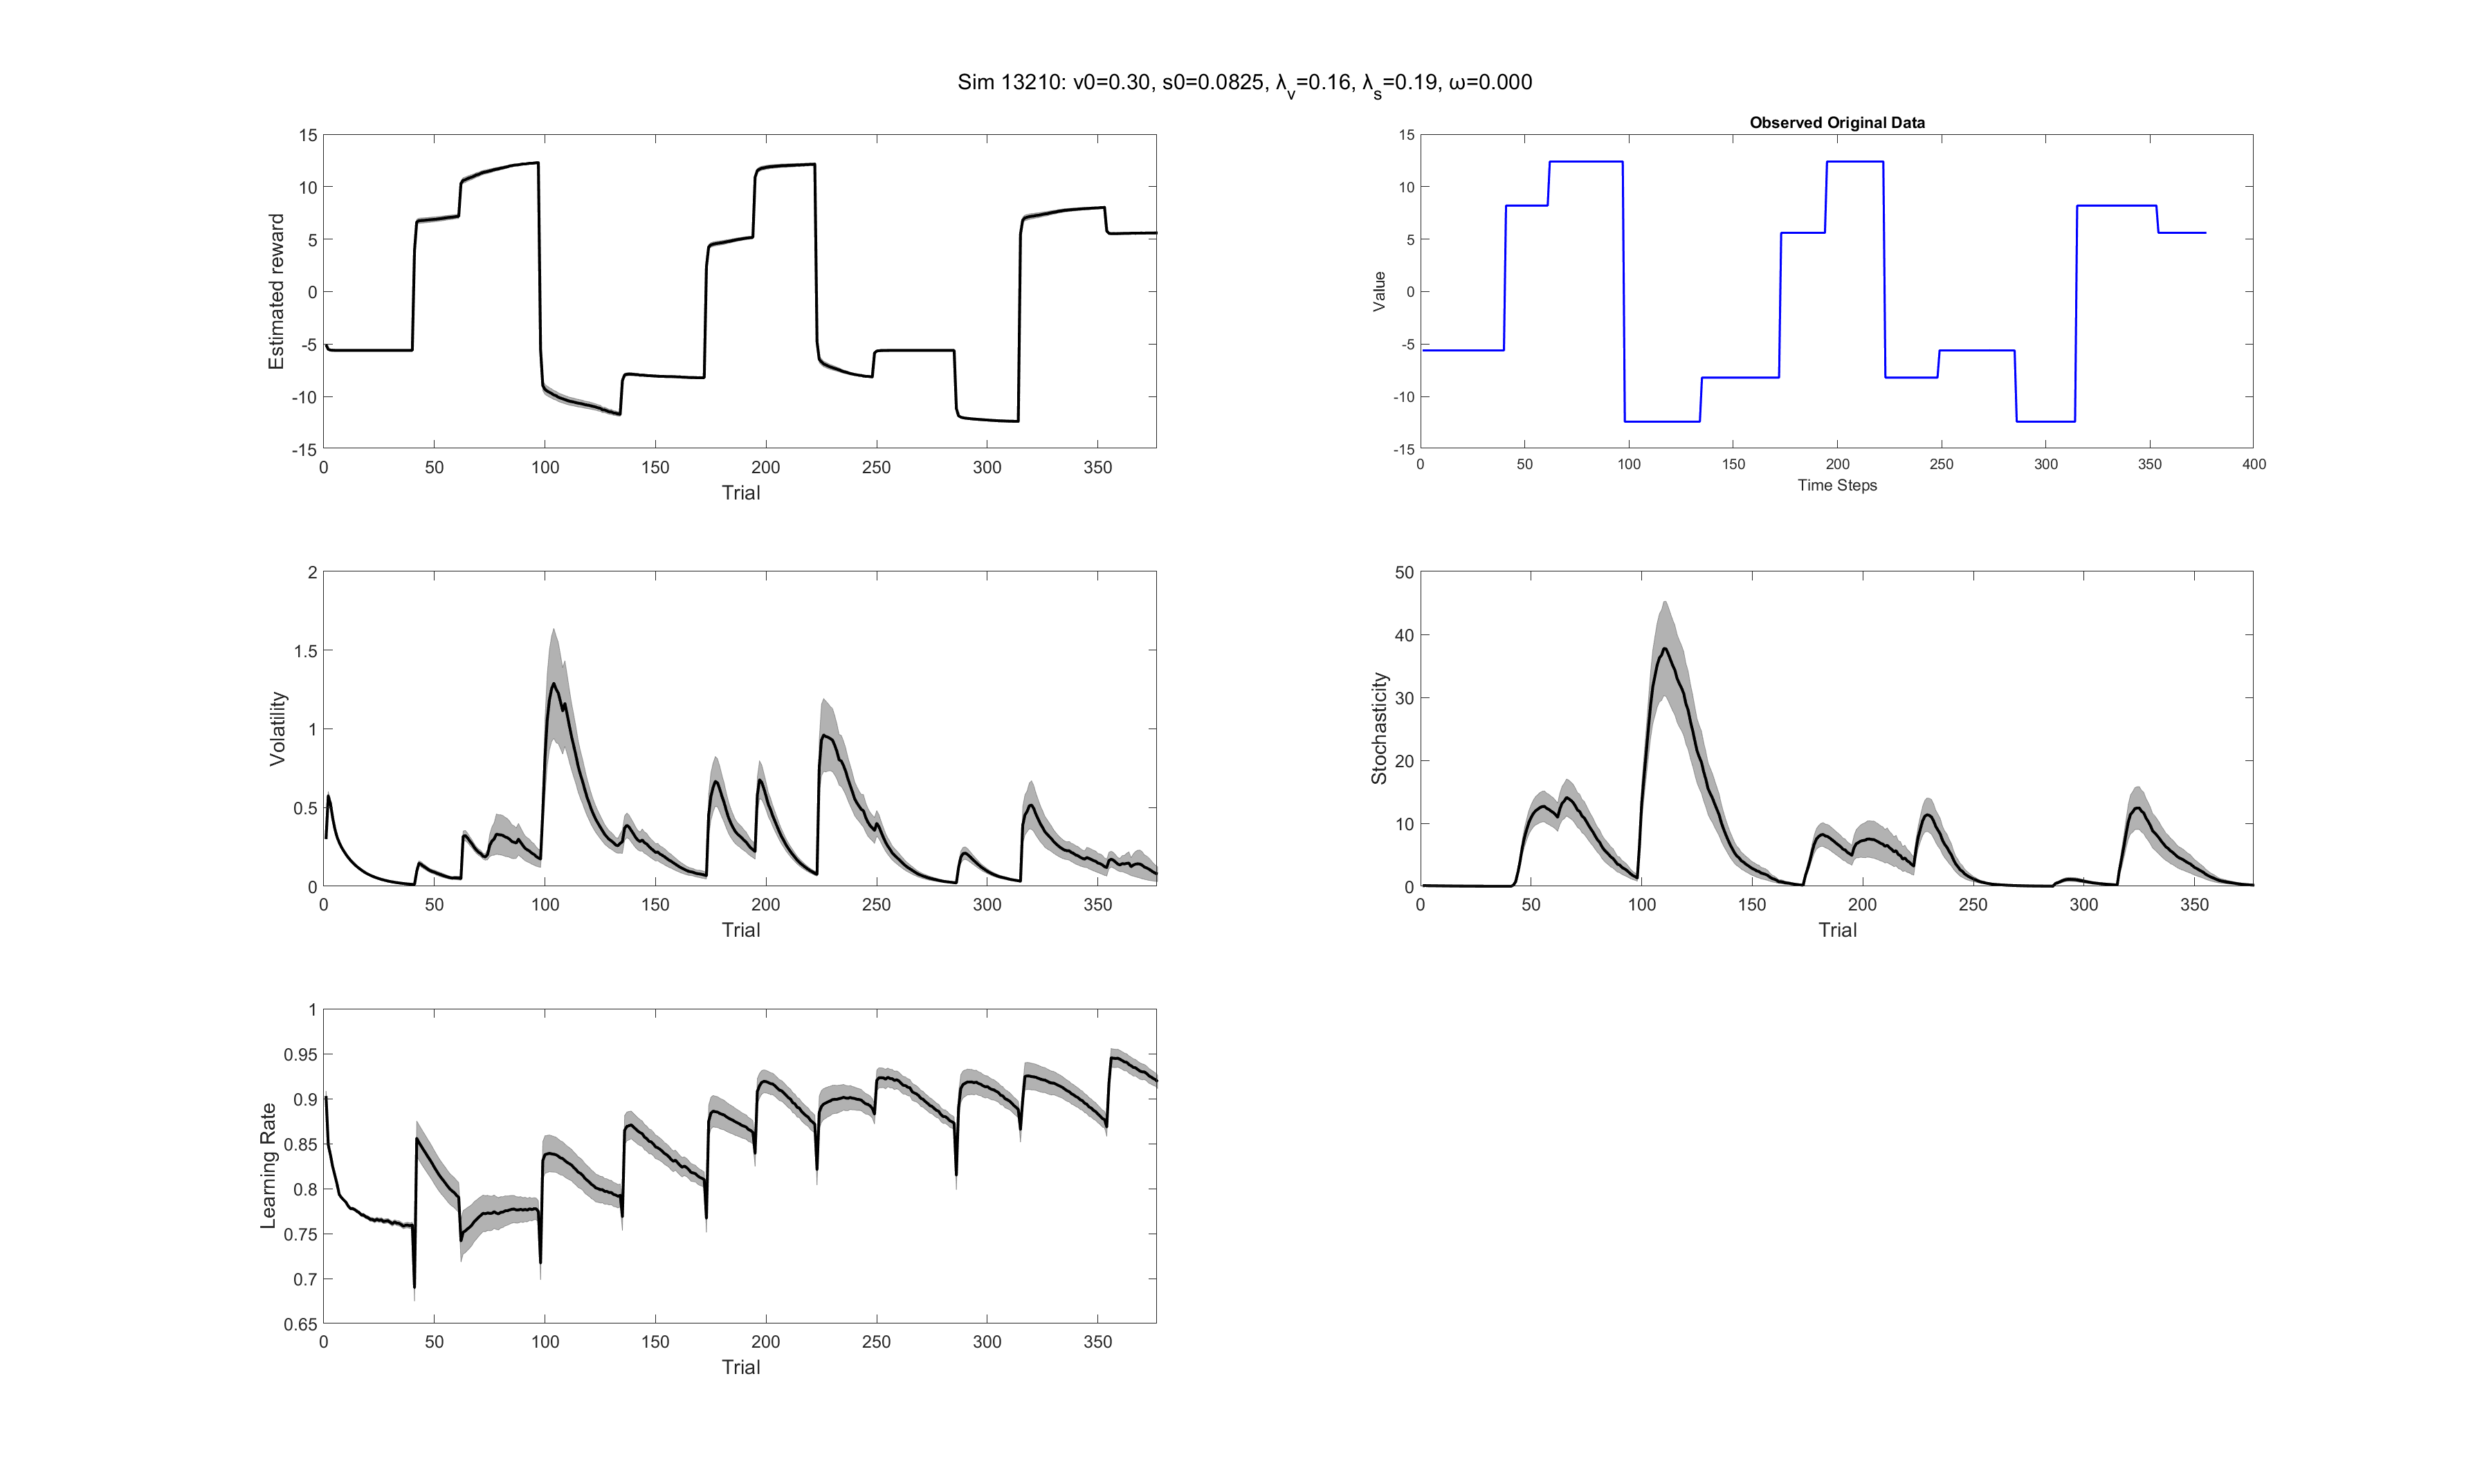 Sim 13210: v0=0.30, s0=0.0825, λv=0.16, λs=0.19, ω=0.000
15
10
5
0
-5
-10
-15
Estimated reward
0 50 100 150 200 250 300 350
Trial
Observed Original Data
15
10
5
0
-5
-10
-15
Value
0 50 100 150 200 250 300 350 400
Time Steps
2
1.5
1
0.5
0
Volatility
0 50 100 150 200 250 300 350
Trial
50
40
30
20
10
0
Stochasticity
0 50 100 150 200 250 300 350
Trial
1
0.95
0.9
0.85
0.8
0.75
0.7
0.65
Learning Rate
0 50 100 150 200 250 300 350
Trial